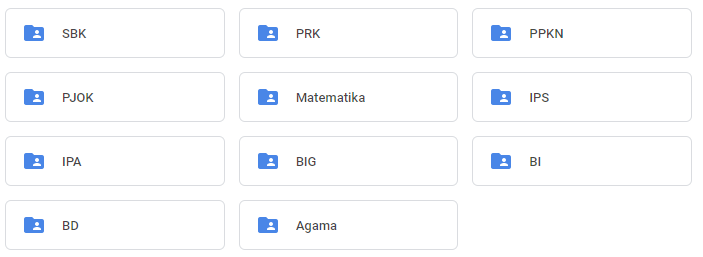 SBK
PRK
PPKN
PJOK
Matematika
IPS
IPA
BIG
BI
BD
Agama